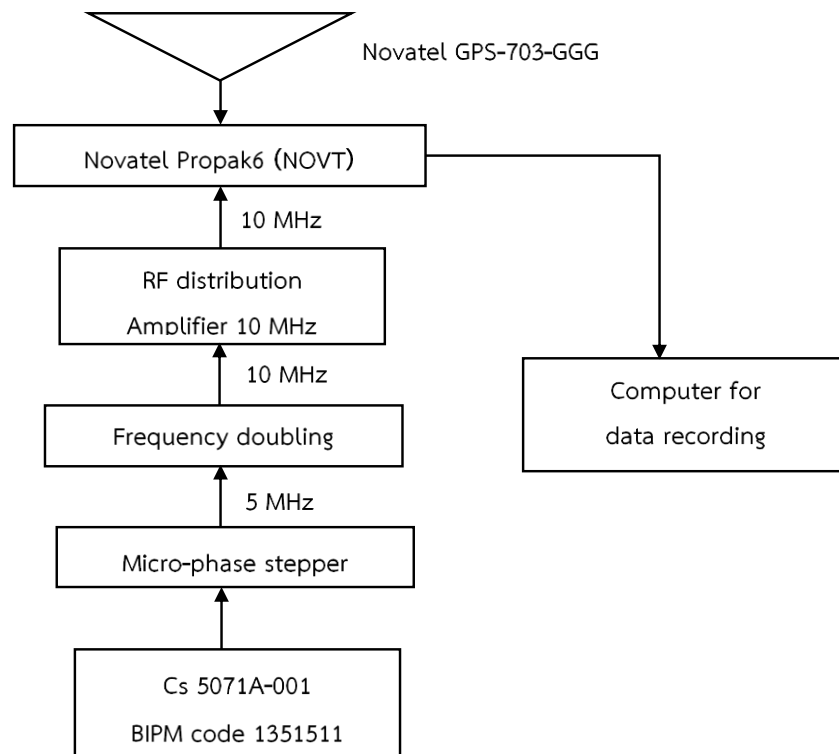 Novatel GPS-703-GGG
Novatel Propak6 (NOVT)
10 MHz
RF distribution
Amplifier 10 MHz
10 MHz
Computer for
data recording
Frequency doubling
5 MHz
Micro-phase stepper
Cs 5071A-001
BIPM code 1351511